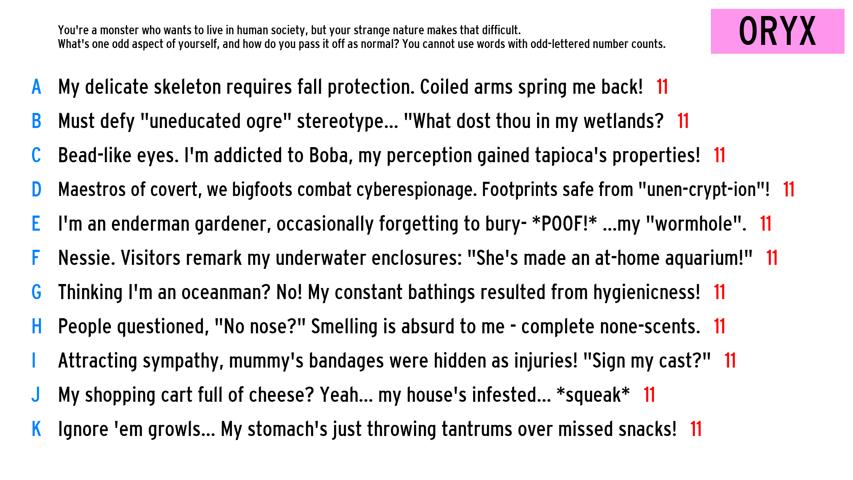 You're a monster who wants to live in human society, but your strange nature makes that difficult.
What's one odd aspect of yourself, and how do you pass it off as normal? You cannot use words with odd-lettered number counts.
ORYX
A My delicate skeleton requires fall protection. Coiled arms spring me back! 11
B Must defy "uneducated ogre" stereotype... "What dost thou in my wetlands? 11
C Bead-like eyes. I'm addicted to Boba, my perception gained tapioca's properties! 11
D Maestros of covert, we bigfoots combat cyberespionage. Footprints safe from "unen-crypt-ion"! 11
E I'm an enderman gardener, occasionally forgetting to bury- *POOF!* ...my "wormhole". 11
F Nessie. Visitors remark my underwater enclosures: "She's made an at-home aquarium!" 11
G Thinking I'm an oceanman? No! My constant bathings resulted from hygienicness! 11
H People questioned, "No nose?" Smelling is absurd to me - complete none-scents. 11
I Attracting sympathy, mummy's bandages were hidden as injuries! "Sign my cast?" 11
J My shopping cart full of cheese? Yeah... my house's infested... *squeak* 11
K Ignore 'em growls... My stomach's just throwing tantrums over missed snacks! 11